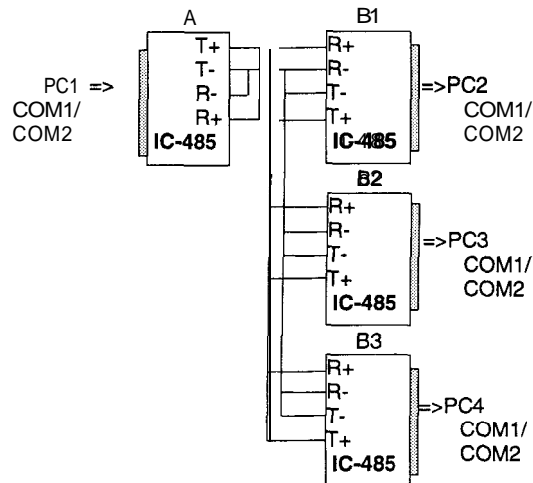 A
T+
T-
R-
R+
IC-485
PC1 =>
COM1/
COM2
B1
R+
R-
T-
T+
IC-485
=>PC2
COM1/
COM2
B2
R+
R-
T-
T+
IC-485
=>PC3
COM1/
COM2
B3
R+
R-
T-
T+
IC-485
=>PC4
COM1/
COM2